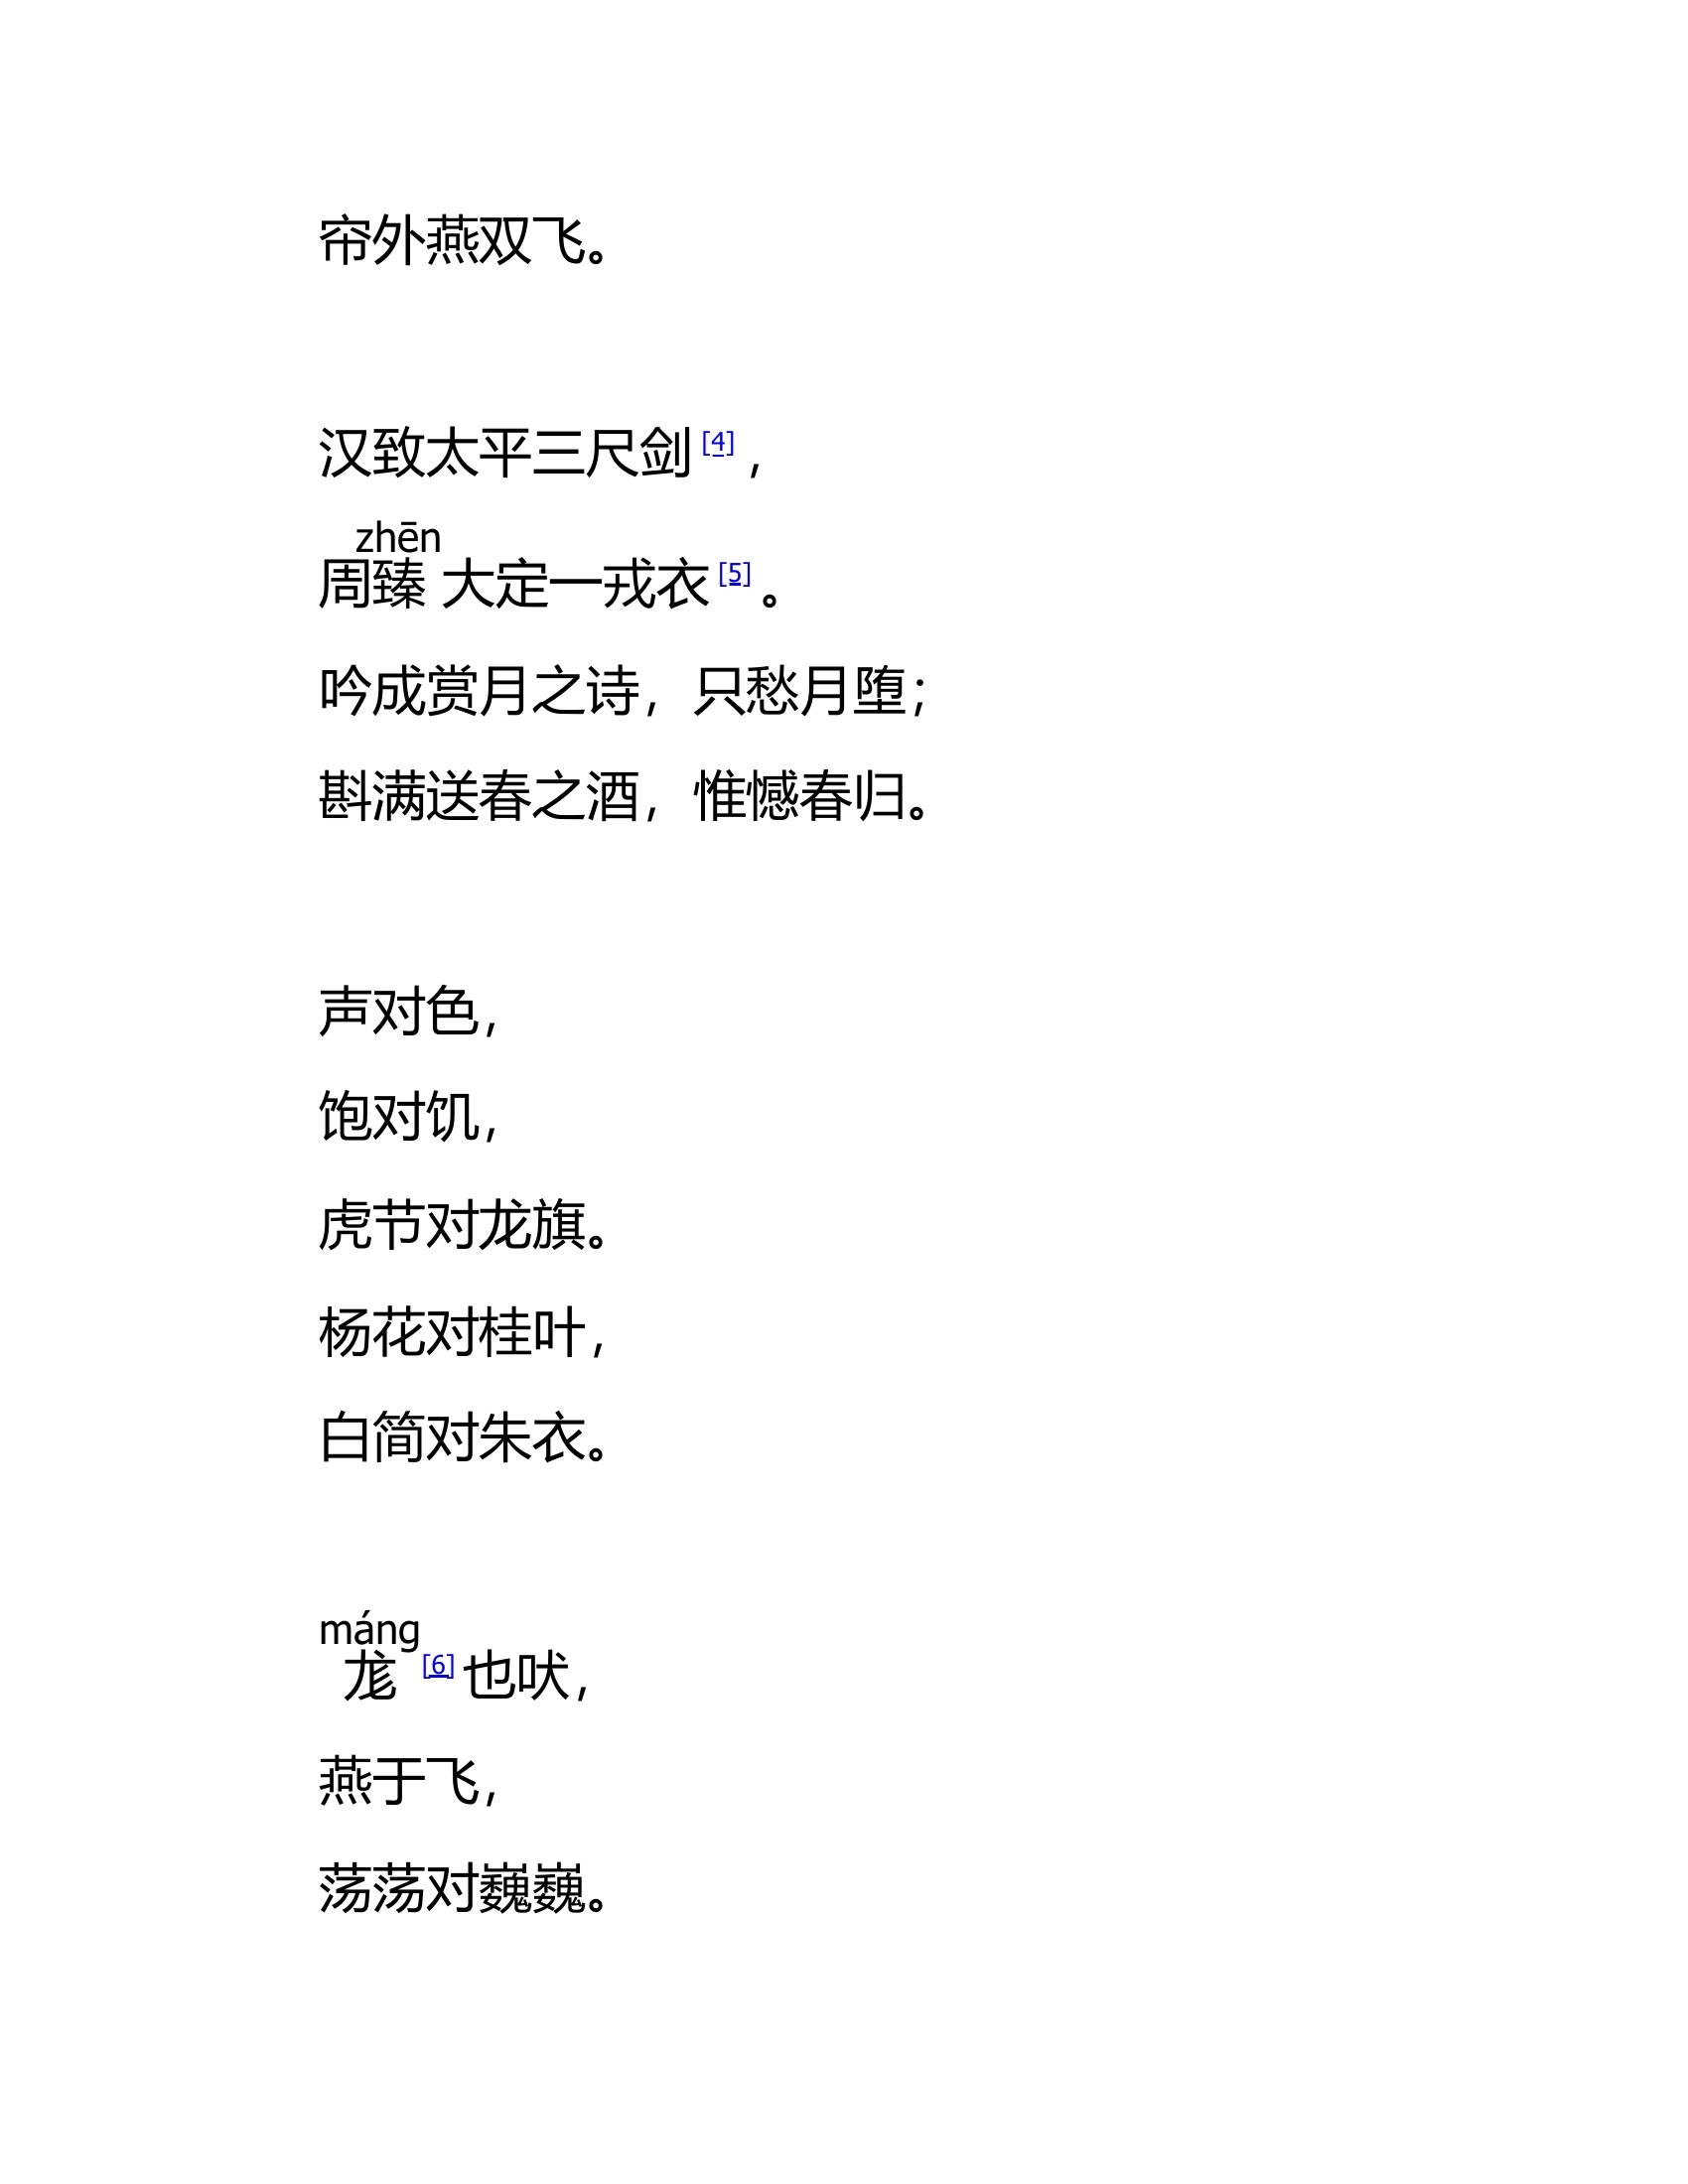 帘外燕双飞。
汉致太平三尺剑[4]，
zhēn
周臻 大定一戎衣[5]。
吟成赏月之诗，只愁月堕；
斟满送春之酒，惟憾春归。
声对色，
饱对饥，
虎节对龙旗。
杨花对桂叶，
白简对朱衣。
máng
尨[6]也吠，
燕于飞，
荡荡对巍巍。